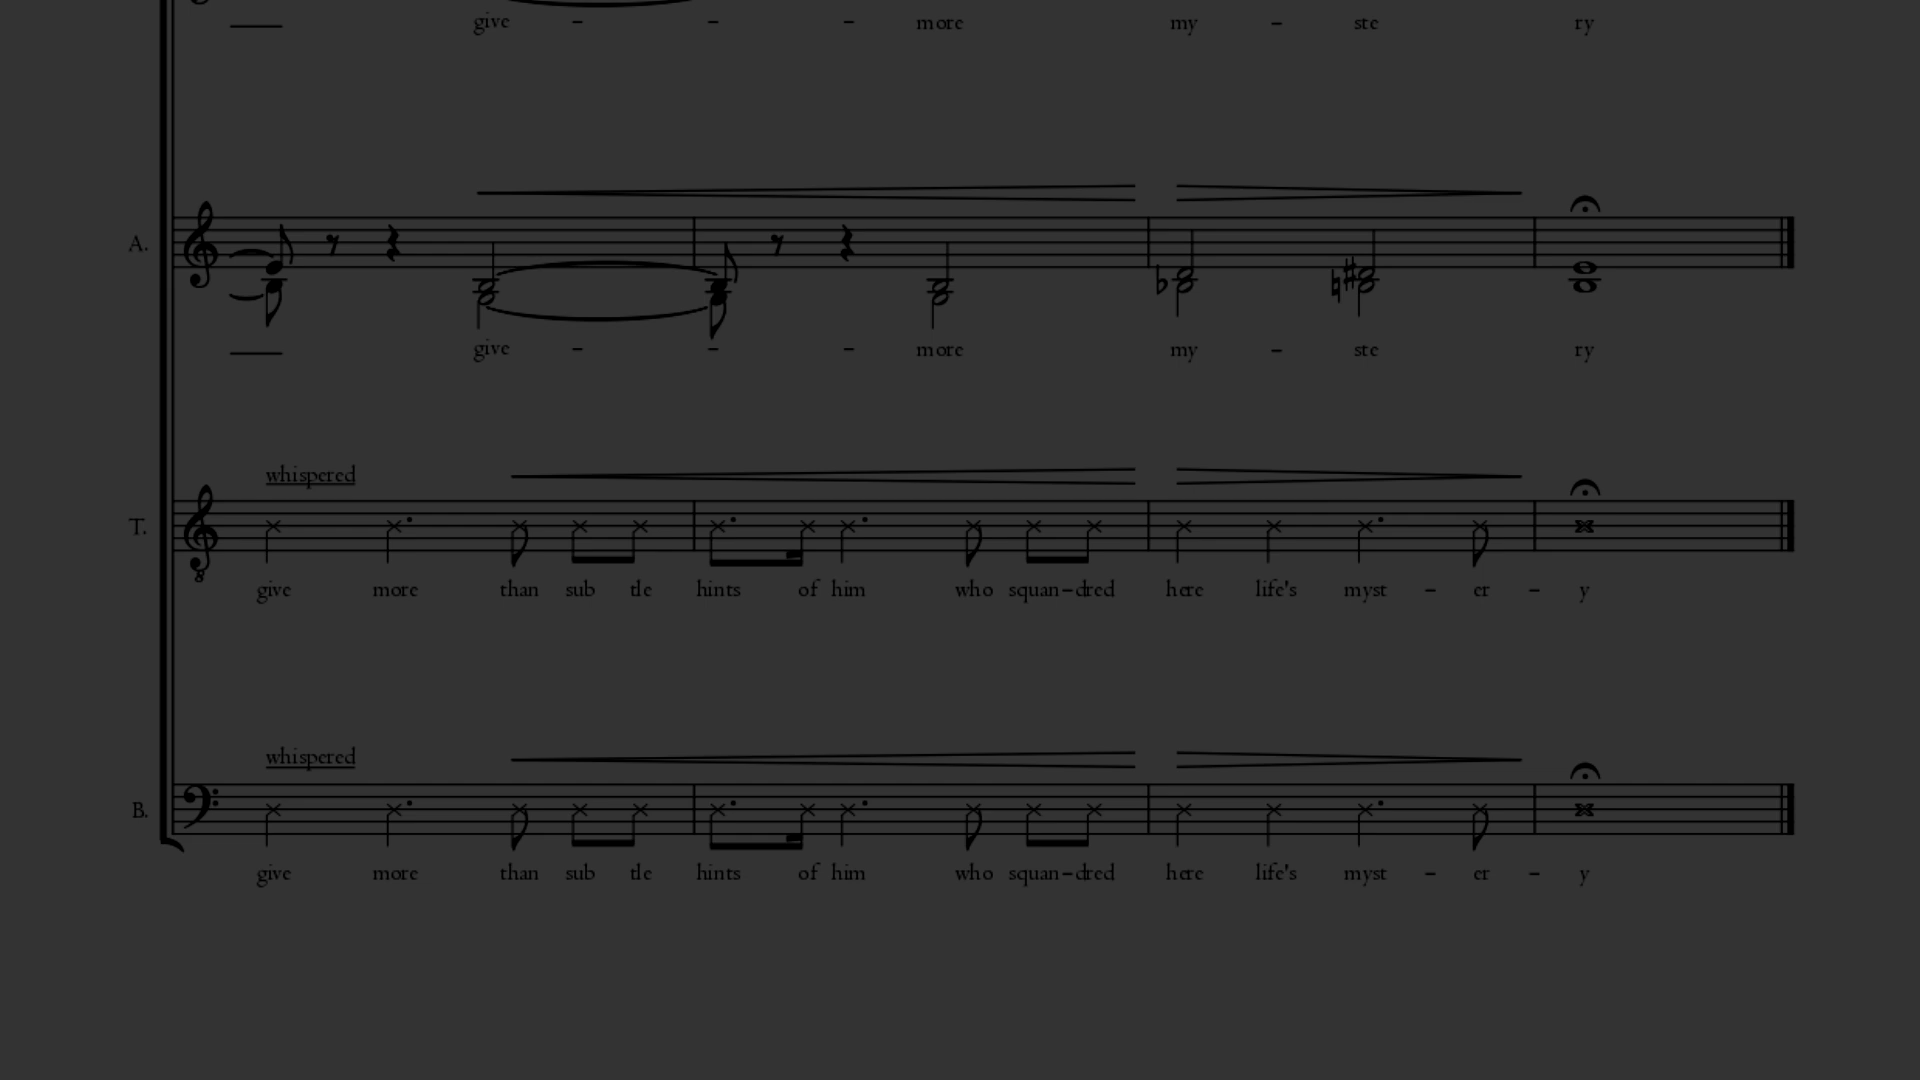 give - - - more my - ste ry
A.
give - - - more my - ste ry
whispered
T.
8
give more than sub tle hints of him who squan-dred here life's myst - er - y
whispered
B.
give more than sub tle hints of him who squan-dred here life's myst - er - y